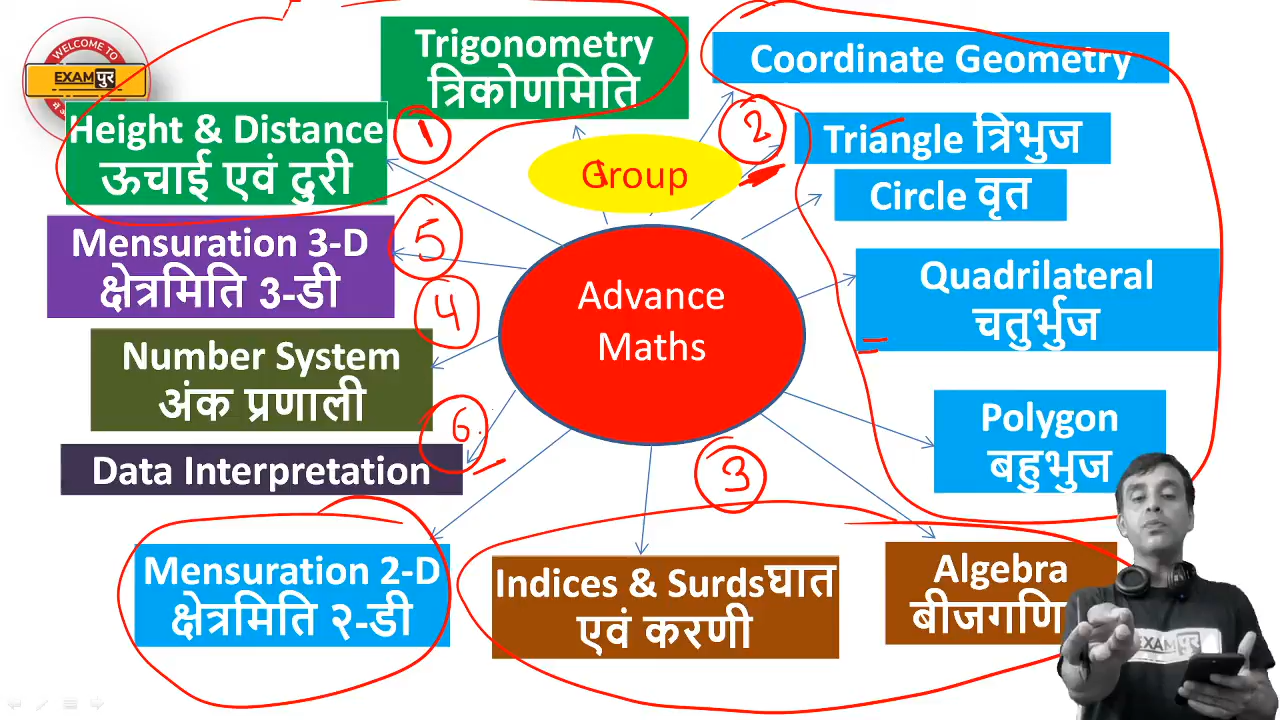 WELCOME TO
EXAMपुर
Trigonometry
त्रिकोणमिति
Coordinate Geometry
Height & Distance
ऊचाई एवं दुरी
1
Group
2
Triangle त्रिभुज
Circle वृत
Mensuration 3-D
क्षेत्रमिति 3-डी
5
4
Advance
Maths
Quadrilateral
चतुर्भुज
Number System
अंक प्रणाली
6
Data Interpretation
3
Polygon
बहुभुज
Mensuration 2-D
क्षेत्रमिति २-डी
Indices & Surdsघात
एवं करणी
Algebra
बीजगणि
EXAMपुर